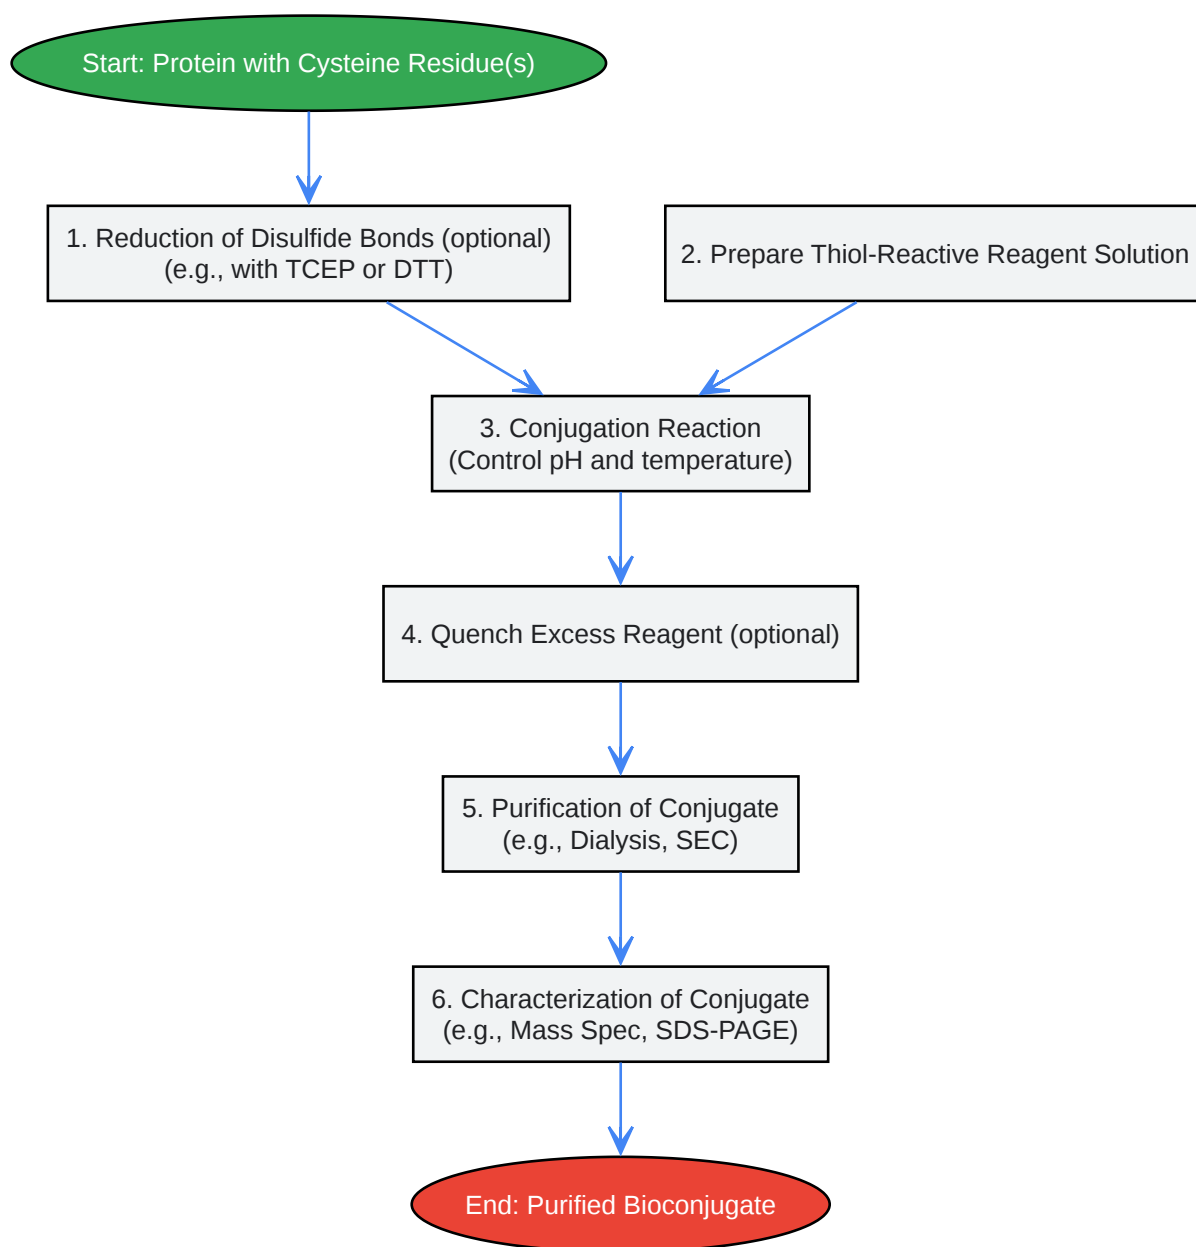 Start: Protein with Cysteine Residue(s)
1. Reduction of Disulfide Bonds (optional)
(e.g., with TCEP or DTT)
2. Prepare Thiol-Reactive Reagent Solution
3. Conjugation Reaction
(Control pH and temperature)
4. Quench Excess Reagent (optional)
5. Purification of Conjugate
(e.g., Dialysis, SEC)
6. Characterization of Conjugate
(e.g., Mass Spec, SDS-PAGE)
End: Purified Bioconjugate